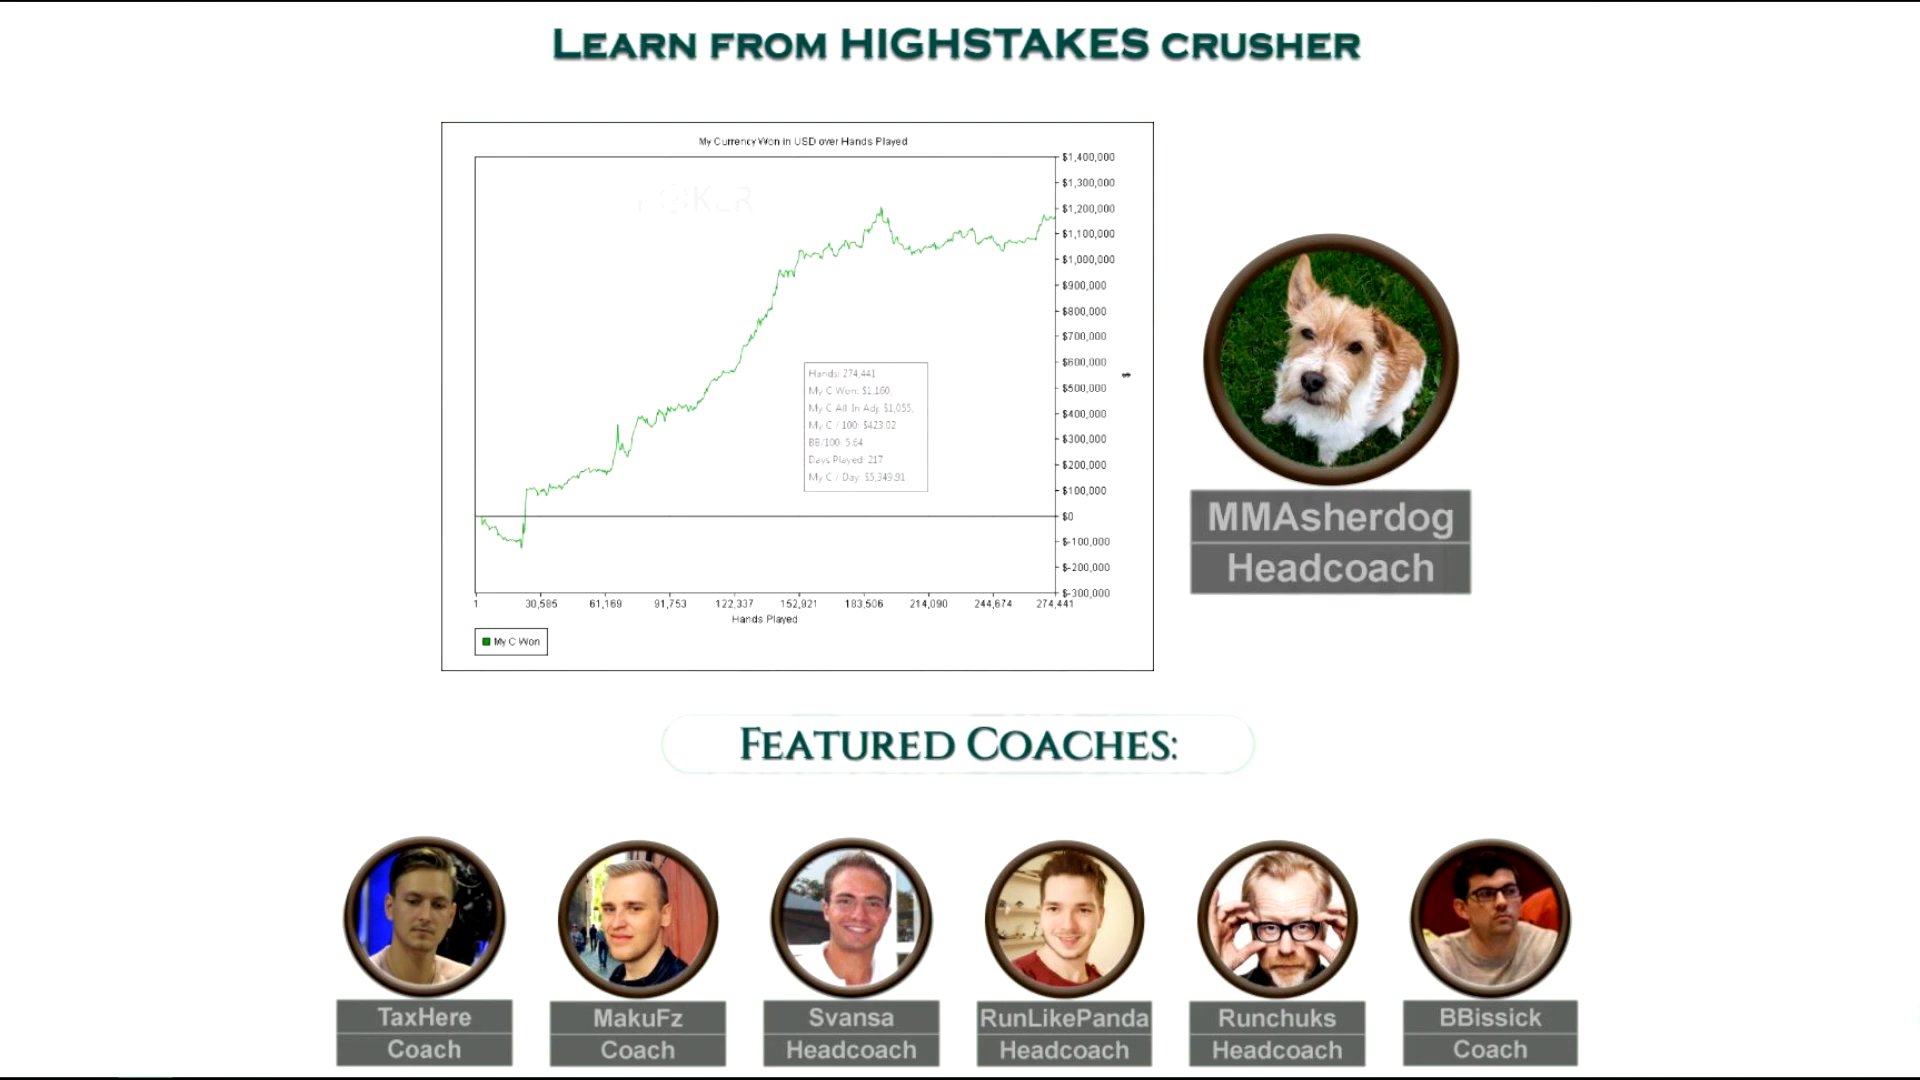 LEARN FROM HIGHSTAKES CRUSHER
My Currency Won in USD over Hands Played
$1,400,000
$1,300,000
$1,200,000
$1,100,000
$1,000,000
$900,000
$800,000
$700,000
$600,000
$500,000
$400,000
$300,000
$200,000
$100,000
$0
$-100,000
$-200,000
$-300,000
$
Hands: 274,441
My C Won: $1,160,
My C All-In Adj: $1,055,
My C / 100: $423.02
BB/100: 5.64
Days Played: 217
My C / Day: $5,349.91
1 30,585 61,169 91,753 122,337 152,921 183,506 214,090 244,674 274,441
Hands Played
My C Won
MMAsherdog
Headcoach
FEATURED COACHES:
TaxHere MakuFz Svansa RunLikePanda Runchuks BBissick
Coach Coach Headcoach Headcoach Headcoach Coach